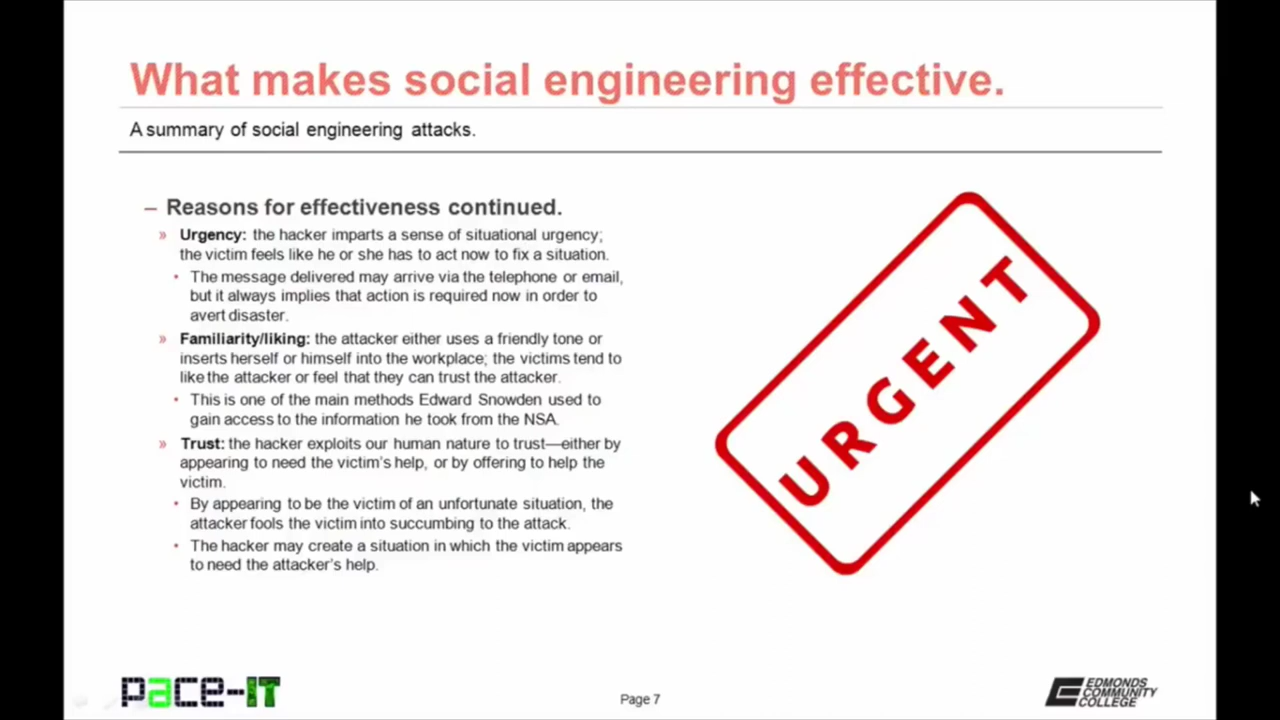 What makes social engineering effective.
A summary of social engineering attacks.
– Reasons for effectiveness continued.
» Urgency: the hacker imparts a sense of situational urgency;
the victim feels like he or she has to act now to fix a situation.
• The message delivered may arrive via the telephone or email,
but it always implies that action is required now in order to
avert disaster.
» Familiarity/liking: the attacker either uses a friendly tone or
inserts herself or himself into the workplace; the victims tend to
like the attacker or feel that they can trust the attacker.
• This is one of the main methods Edward Snowden used to
gain access to the information he took from the NSA.
» Trust: the hacker exploits our human nature to trust—either by
appearing to need the victim's help, or by offering to help the
victim.
• By appearing to be the victim of an unfortunate situation, the
attacker fools the victim into succumbing to the attack.
• The hacker may create a situation in which the victim appears
to need the attacker's help.
URGENT
pace-IT
Page 7
EDMONDS
COMMUNITY
COLLEGE